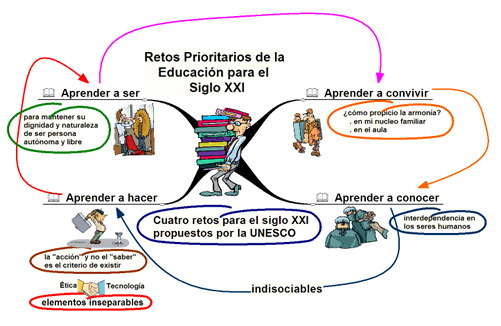 Retos Prioritarios de la
Educación para el
Siglo XXI
Aprender a ser
para mantener su
dignidad y naturaleza
de ser persona
autónoma y libre
Aprender a convivir
¿cómo propicio la armonía?
. en mi nucleo familiar
. en el aula
Aprender a hacer
la "acción" y no el "saber"
es el criterio de existir
Ética
Tecnología
elementos inseparables
Cuatro retos para el siglo XXI
propuestos por la UNESCO
Aprender a conocer
interdependencia en
los seres humanos
indisociables